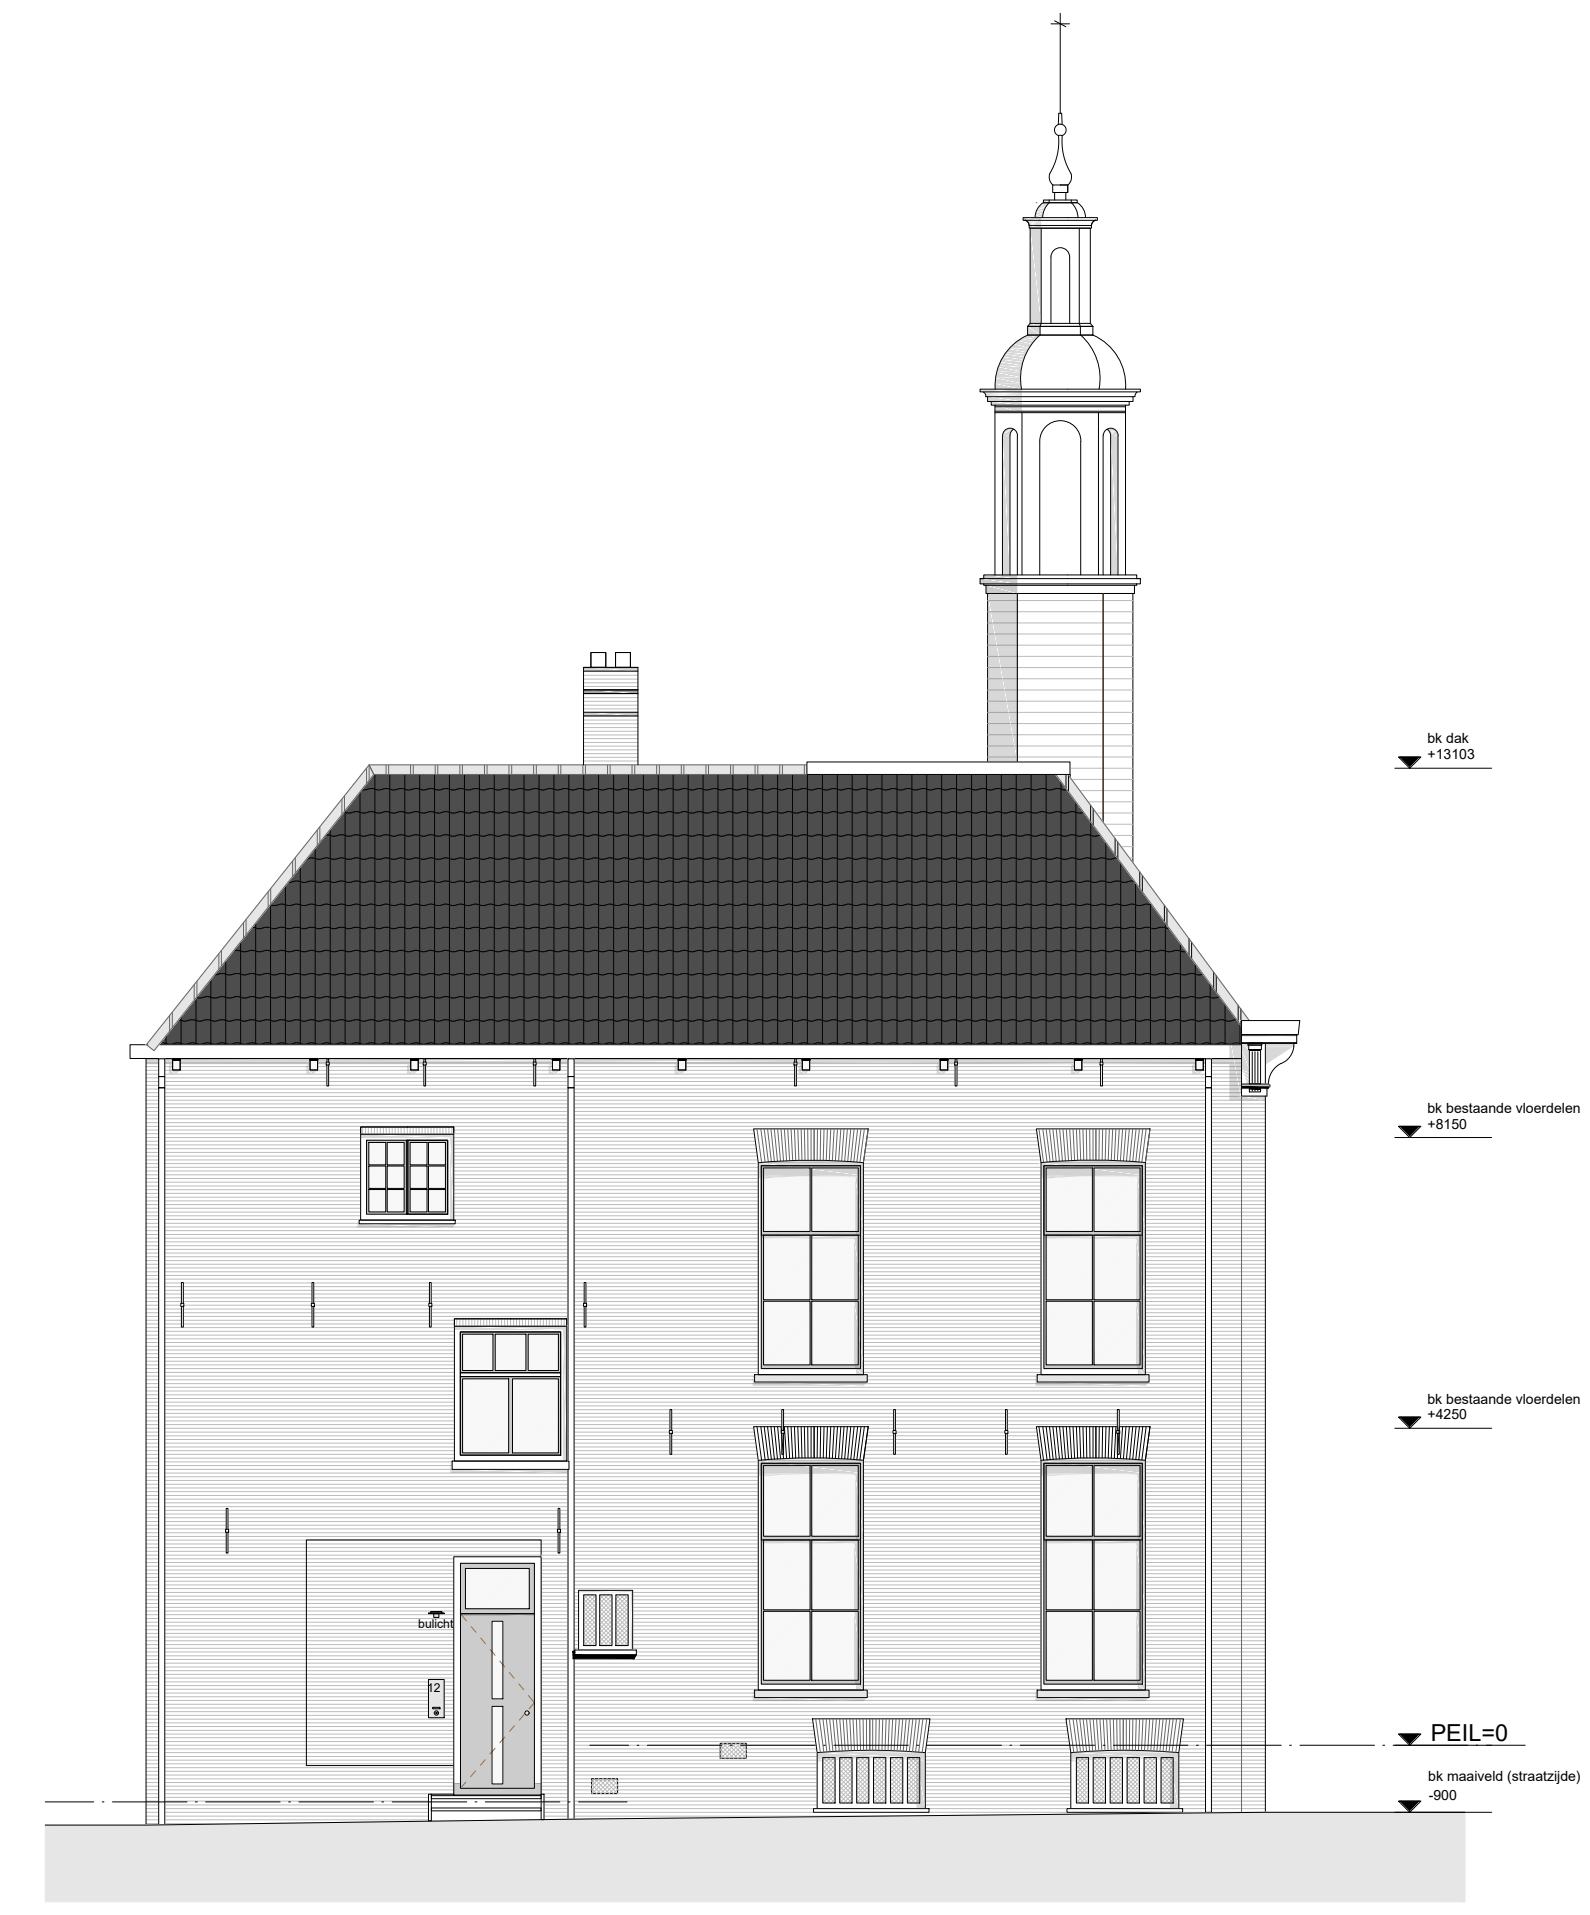 bk dak
+13103
bk bestaande vloerdelen
+8150
bk bestaande vloerdelen
+4250
bulicht
12
PEIL=0
bk maaiveld (straatzijde)
-900